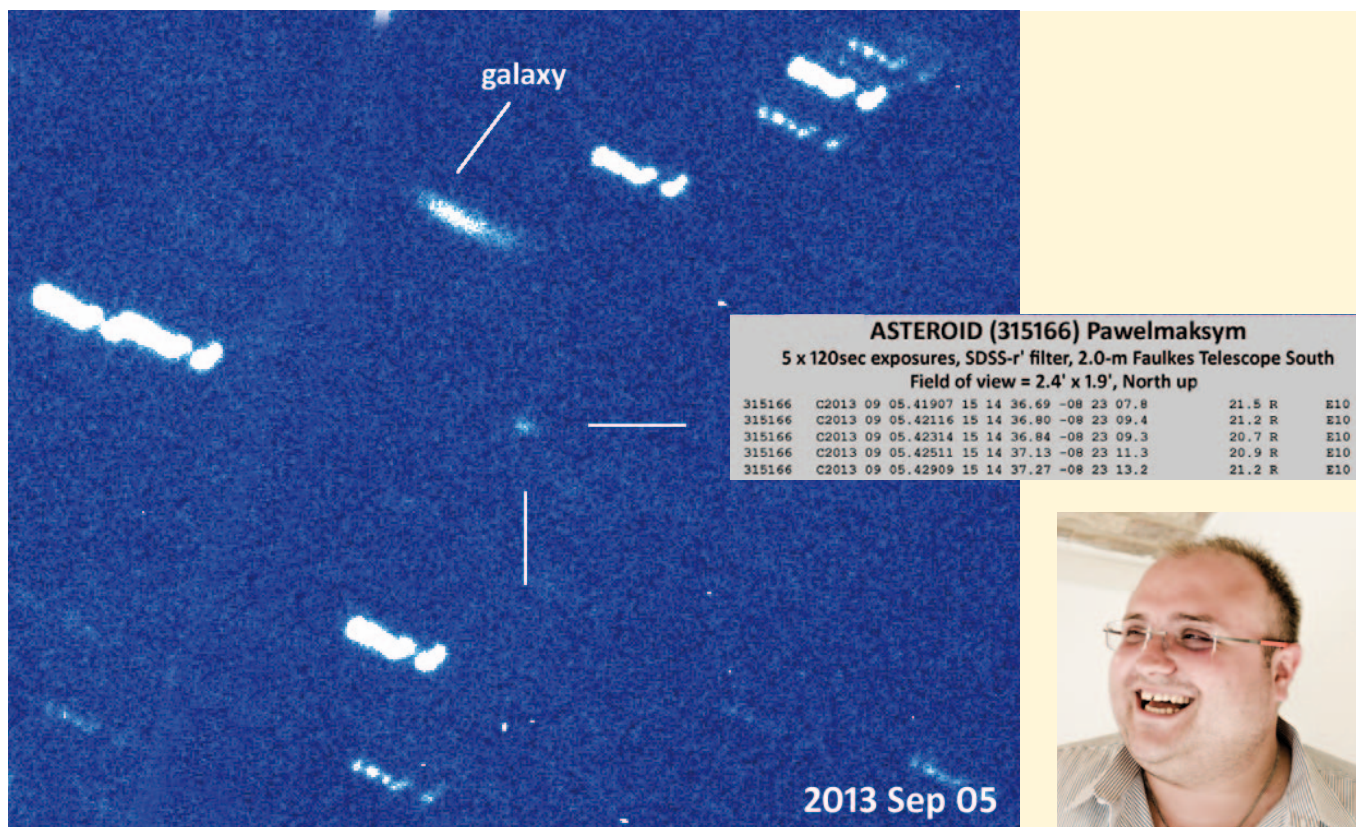 galaxy
ASTEROID (315166) Pawelmaksym
5 x 120sec exposures, SDSS-r' filter, 2.0-m Faulkes Telescope South
Field of view = 2.4' x 1.9', North up
315166 C2013 09 05.41907 15 14 36.69 -08 23 07.8 21.5 R E10
315166 C2013 09 05.42116 15 14 36.80 -08 23 09.4 21.2 R E10
315166 C2013 09 05.42314 15 14 36.84 -08 23 09.3 20.7 R E10
315166 C2013 09 05.42511 15 14 37.13 -08 23 11.3 20.9 R E10
315166 C2013 09 05.42909 15 14 37.27 -08 23 13.2 21.2 R E10
2013 Sep 05